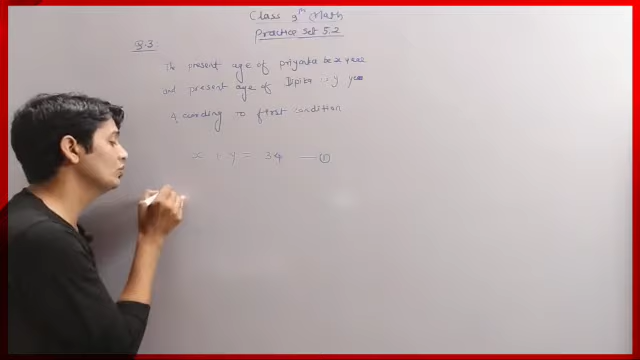 Class 9th Math
Practice Set 5.2
Q.3
The present age of Priyanka be x year
and present age of Dipika y year
According to first condition
x + y = 34 —①